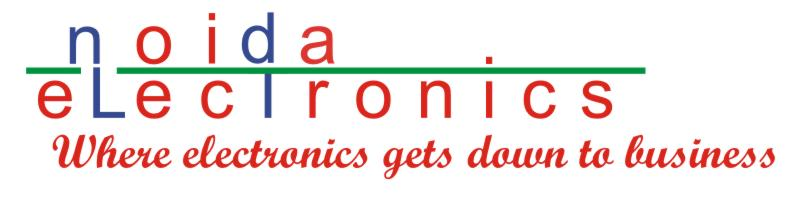 noida
eLectronics
Where electronics gets down to business